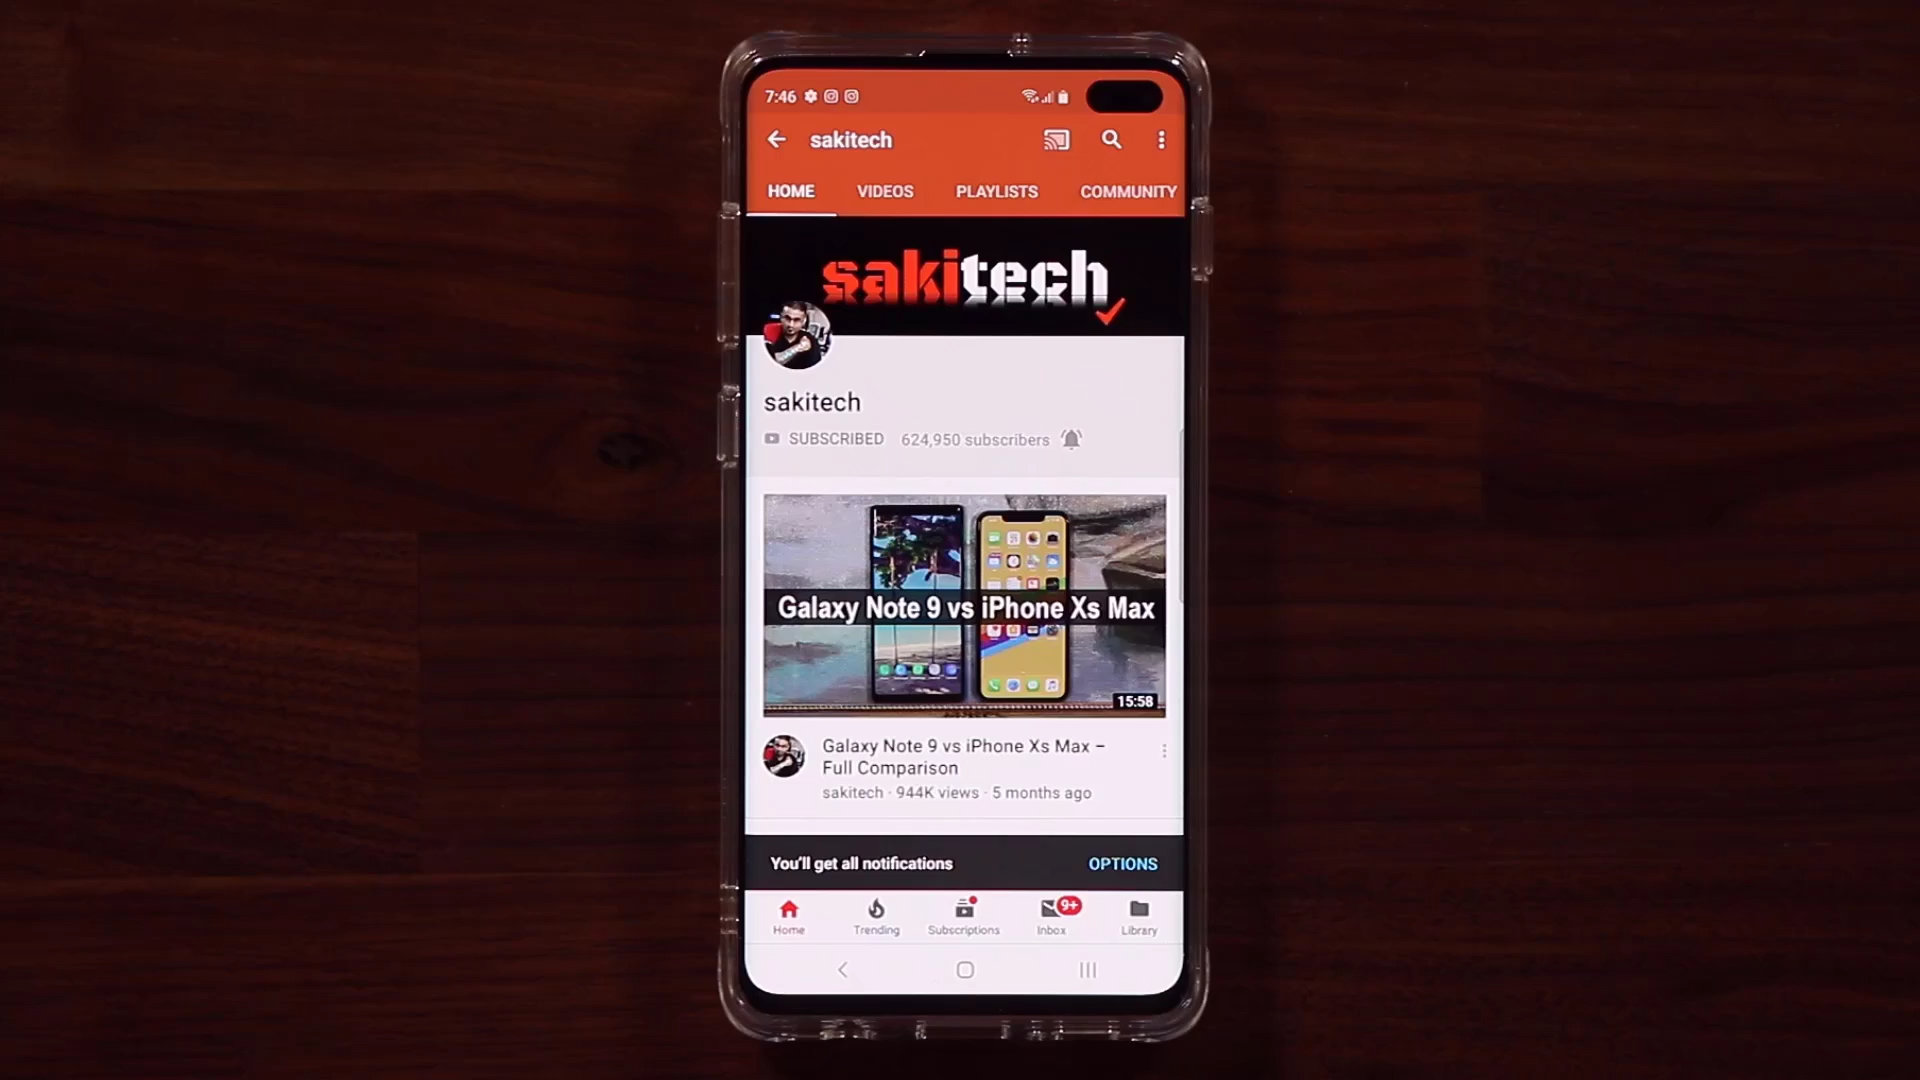 7:46
sakitech
HOME VIDEOS PLAYLISTS COMMUNITY
sakitech
sakitech
SUBSCRIBED 624,950 subscribers
Galaxy Note 9 vs iPhone Xs Max
15:58
Galaxy Note 9 vs iPhone Xs Max –
Full Comparison
sakitech · 944K views · 5 months ago
You'll get all notifications OPTIONS
9+
Home Trending Subscriptions Inbox Library